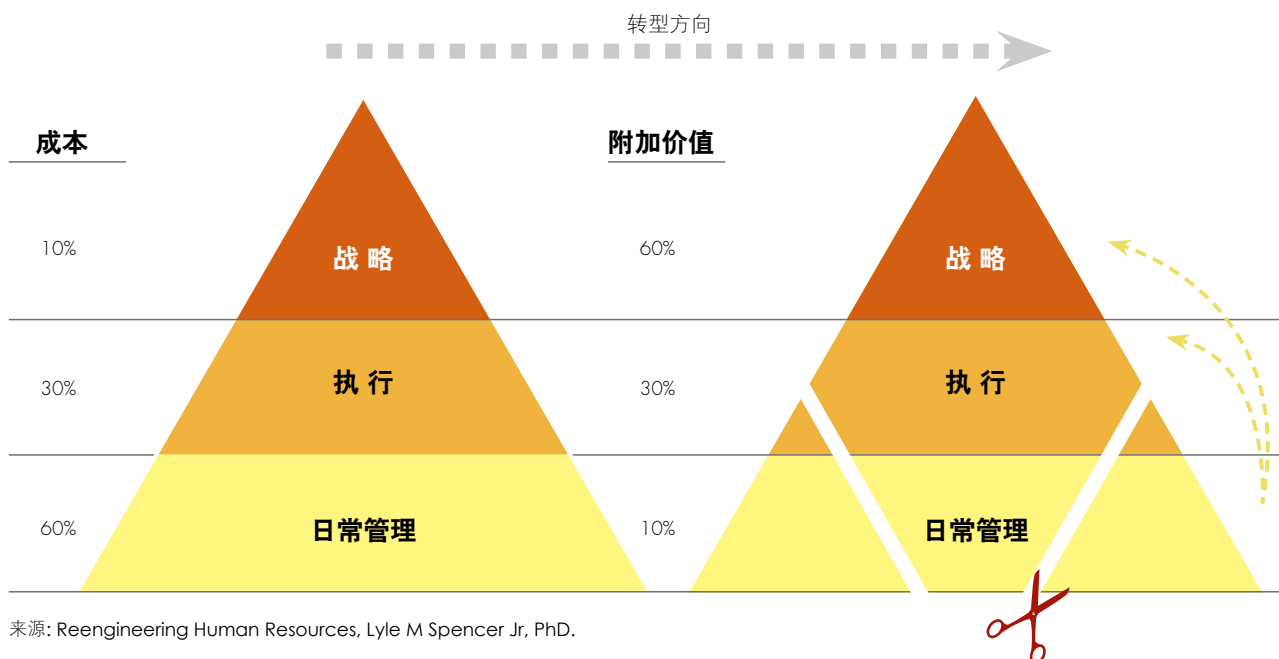 转型方向
成本
附加价值
10%
战 略
60%
战 略
30%
执 行
30%
执 行
60%
日常管理
10%
日常管理
来源: Reengineering Human Resources, Lyle M Spencer Jr, PhD.